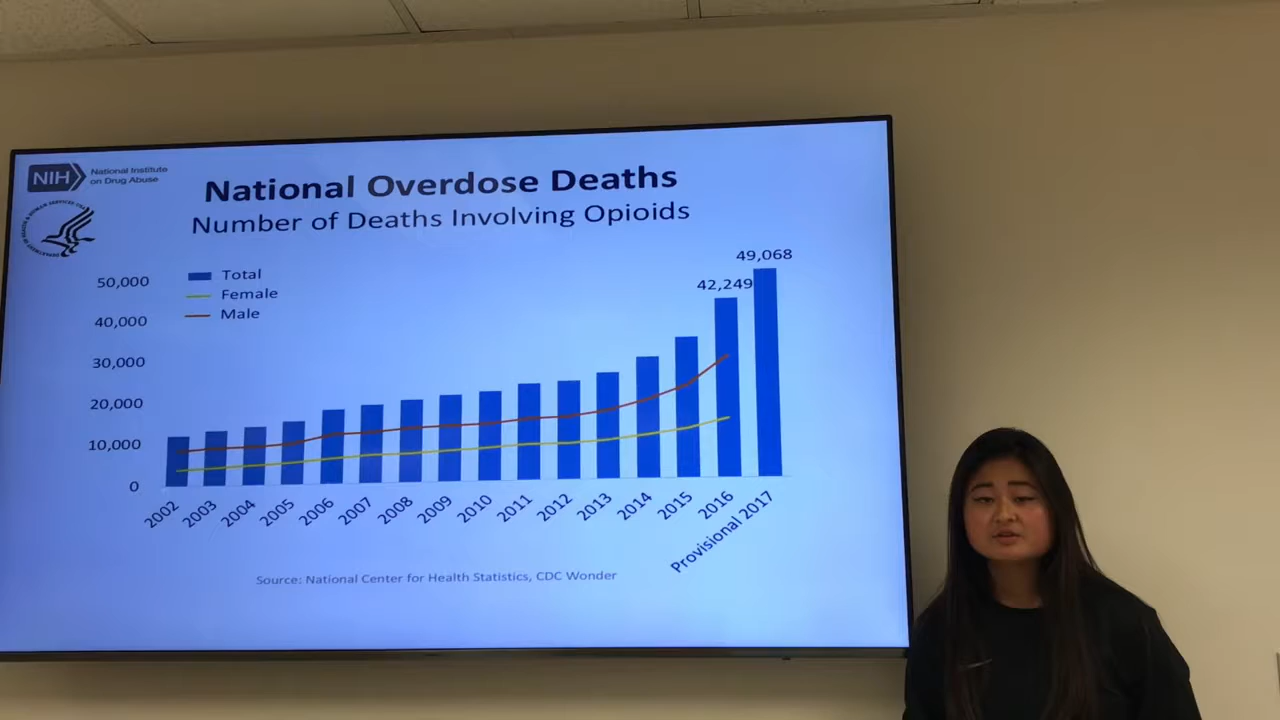 NIH
National Institute
on Drug Abuse
National Overdose Deaths
Number of Deaths Involving Opioids
Total
Female
Male
50,000
40,000
30,000
20,000
10,000
0
42,249
49,068
2002
2003
2004
2005
2006
2007
2008
2009
2010
2011
2012
2013
2014
2015
2016
Provisional 2017
Source: National Center for Health Statistics, CDC Wonder